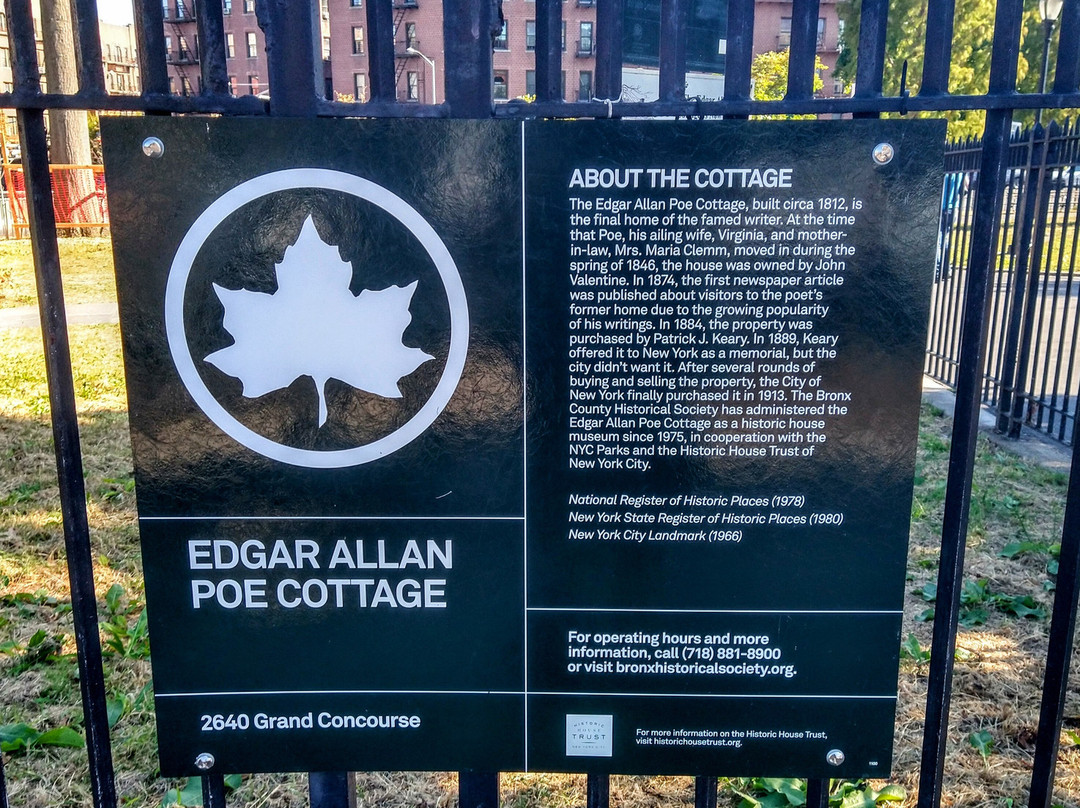 EDGAR ALLAN
POE COTTAGE
2640 Grand Concourse
ABOUT THE COTTAGE
The Edgar Allan Poe Cottage, built circa 1812, is
the final home of the famed writer. At the time
that Poe, his ailing wife, Virginia, and mother-
in-law, Mrs. Maria Clemm, moved in during the
spring of 1846, the house was owned by John
Valentine. In 1874, the first newspaper article
was published about visitors to the poet's
former home due to the growing popularity
of his writings. In 1884, the property was
purchased by Patrick J. Keary. In 1889, Keary
offered it to New York as a memorial, but the
city didn't want it. After several rounds of
buying and selling the property, the City of
New York finally purchased it in 1913. The Bronx
County Historical Society has administered the
Edgar Allan Poe Cottage as a historic house
museum since 1975, in cooperation with the
NYC Parks and the Historic House Trust of
New York City.
National Register of Historic Places (1978)
New York State Register of Historic Places (1980)
New York City Landmark (1966)
For operating hours and more
information, call (718) 881-8900
or visit bronxhistoricalsociety.org.
HISTORIC
HOUSE
TRUST
NEW YORK CITY
For more information on the Historic House Trust,
visit historichousetrust.org.